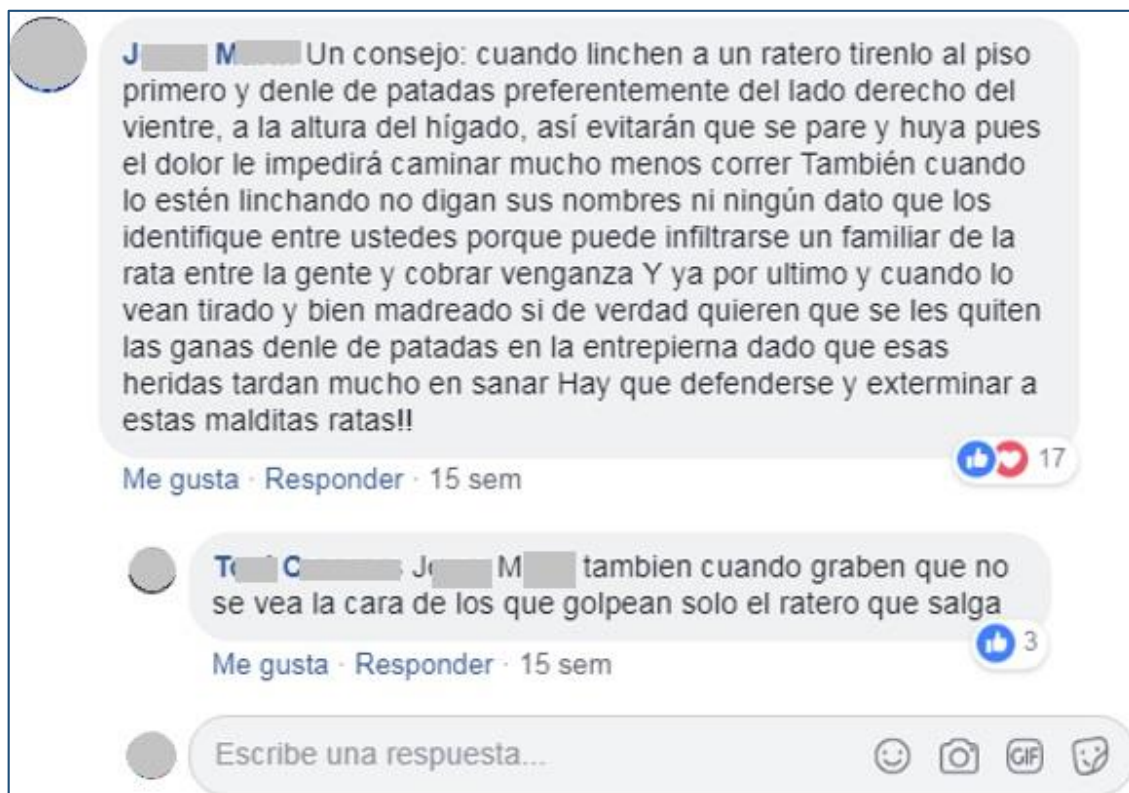 J M Un consejo: cuando linchen a un ratero tirenlo al piso
primero y denle de patadas preferentemente del lado derecho del
vientre, a la altura del hígado, así evitarán que se pare y huya pues
el dolor le impedirá caminar mucho menos correr También cuando
lo estén linchando no digan sus nombres ni ningún dato que los
identifique entre ustedes porque puede infiltrarse un familiar de la
rata entre la gente y cobrar venganza Y ya por ultimo y cuando lo
vean tirado y bien madreado si de verdad quieren que se les quiten
las ganas denle de patadas en la entrepierna dado que esas
heridas tardan mucho en sanar Hay que defenderse y exterminar a
estas malditas ratas!!
17
Me gusta · Responder · 15 sem
T C J M tambien cuando graben que no
se vea la cara de los que golpean solo el ratero que salga
3
Me gusta · Responder · 15 sem
Escribe una respuesta...
GIF